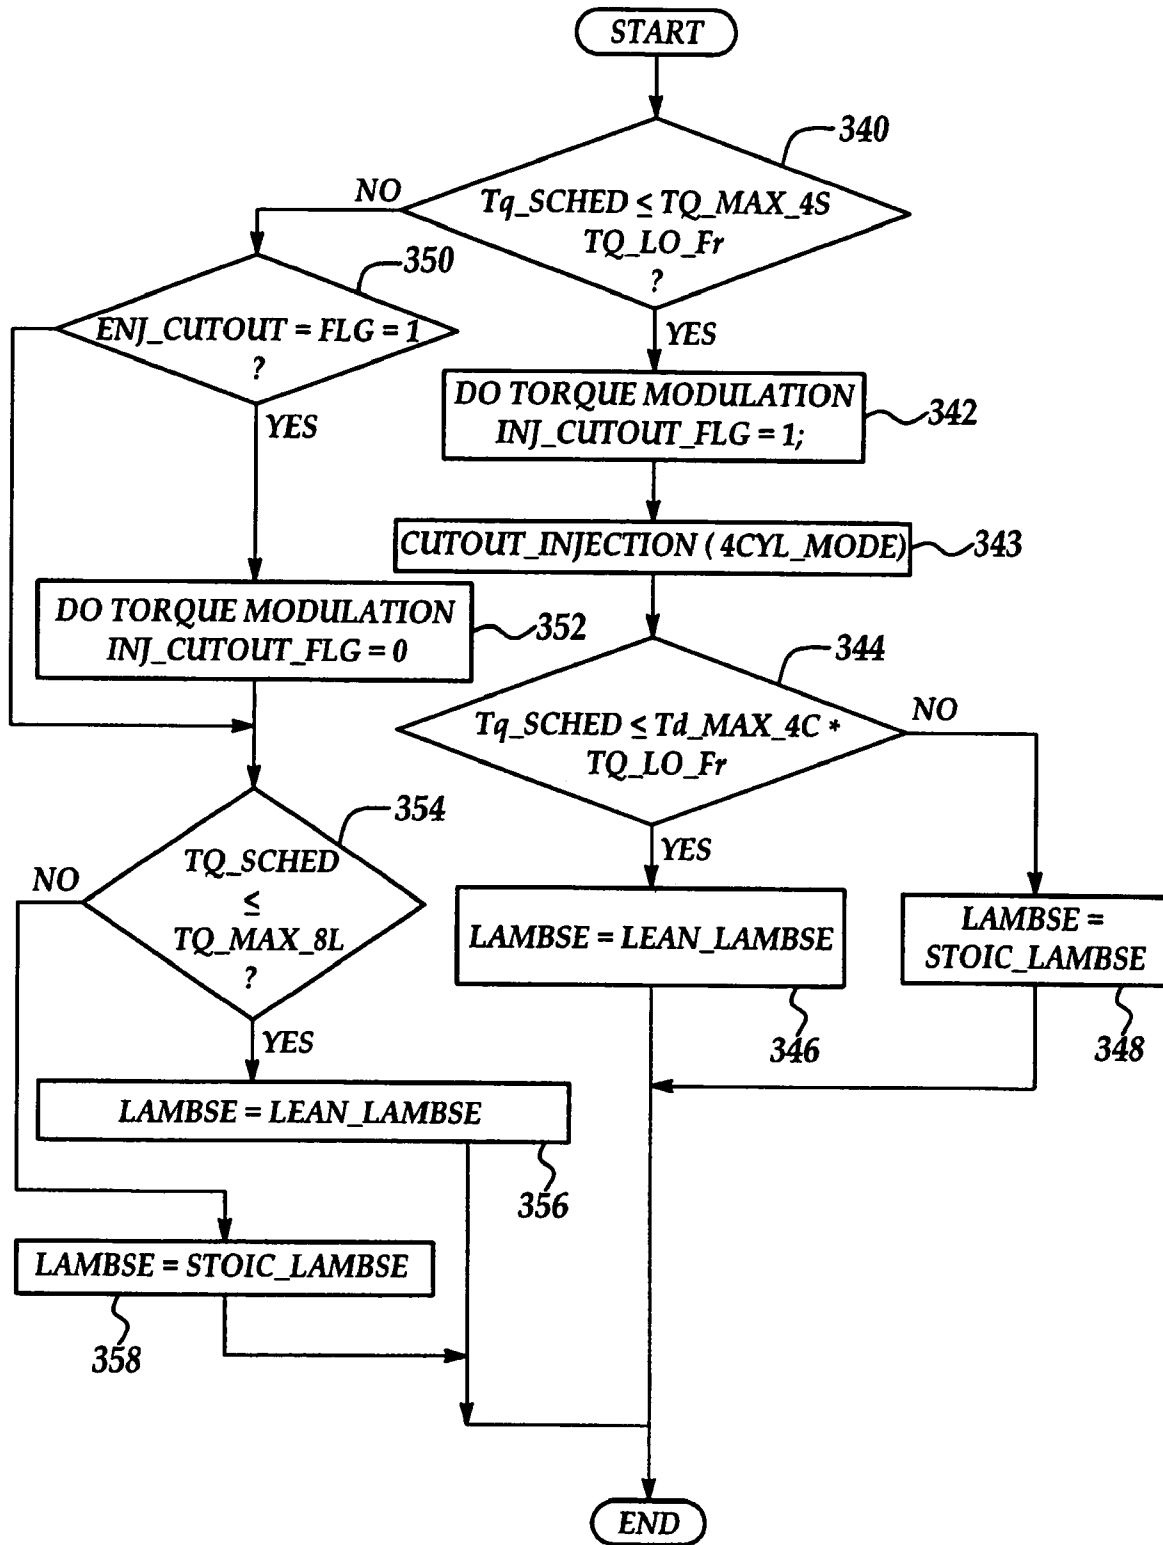 START
340
Tq_SCHED ≤ TQ_MAX_4S
TQ_LO_Fr
?
NO
YES
350
ENJ_CUTOUT = FLG = 1
?
YES
DO TORQUE MODULATION
INJ_CUTOUT_FLG = 1;
342
CUTOUT_INJECTION ( 4CYL_MODE)
343
DO TORQUE MODULATION
INJ_CUTOUT_FLG = 0
352
344
Tq_SCHED ≤ Td_MAX_4C *
TQ_LO_Fr
NO
YES
354
TQ_SCHED
≤
TQ_MAX_8L
?
NO
YES
LAMBSE = LEAN_LAMBSE
346
LAMBSE =
STOIC_LAMBSE
348
LAMBSE = LEAN_LAMBSE
356
LAMBSE = STOIC_LAMBSE
358
END